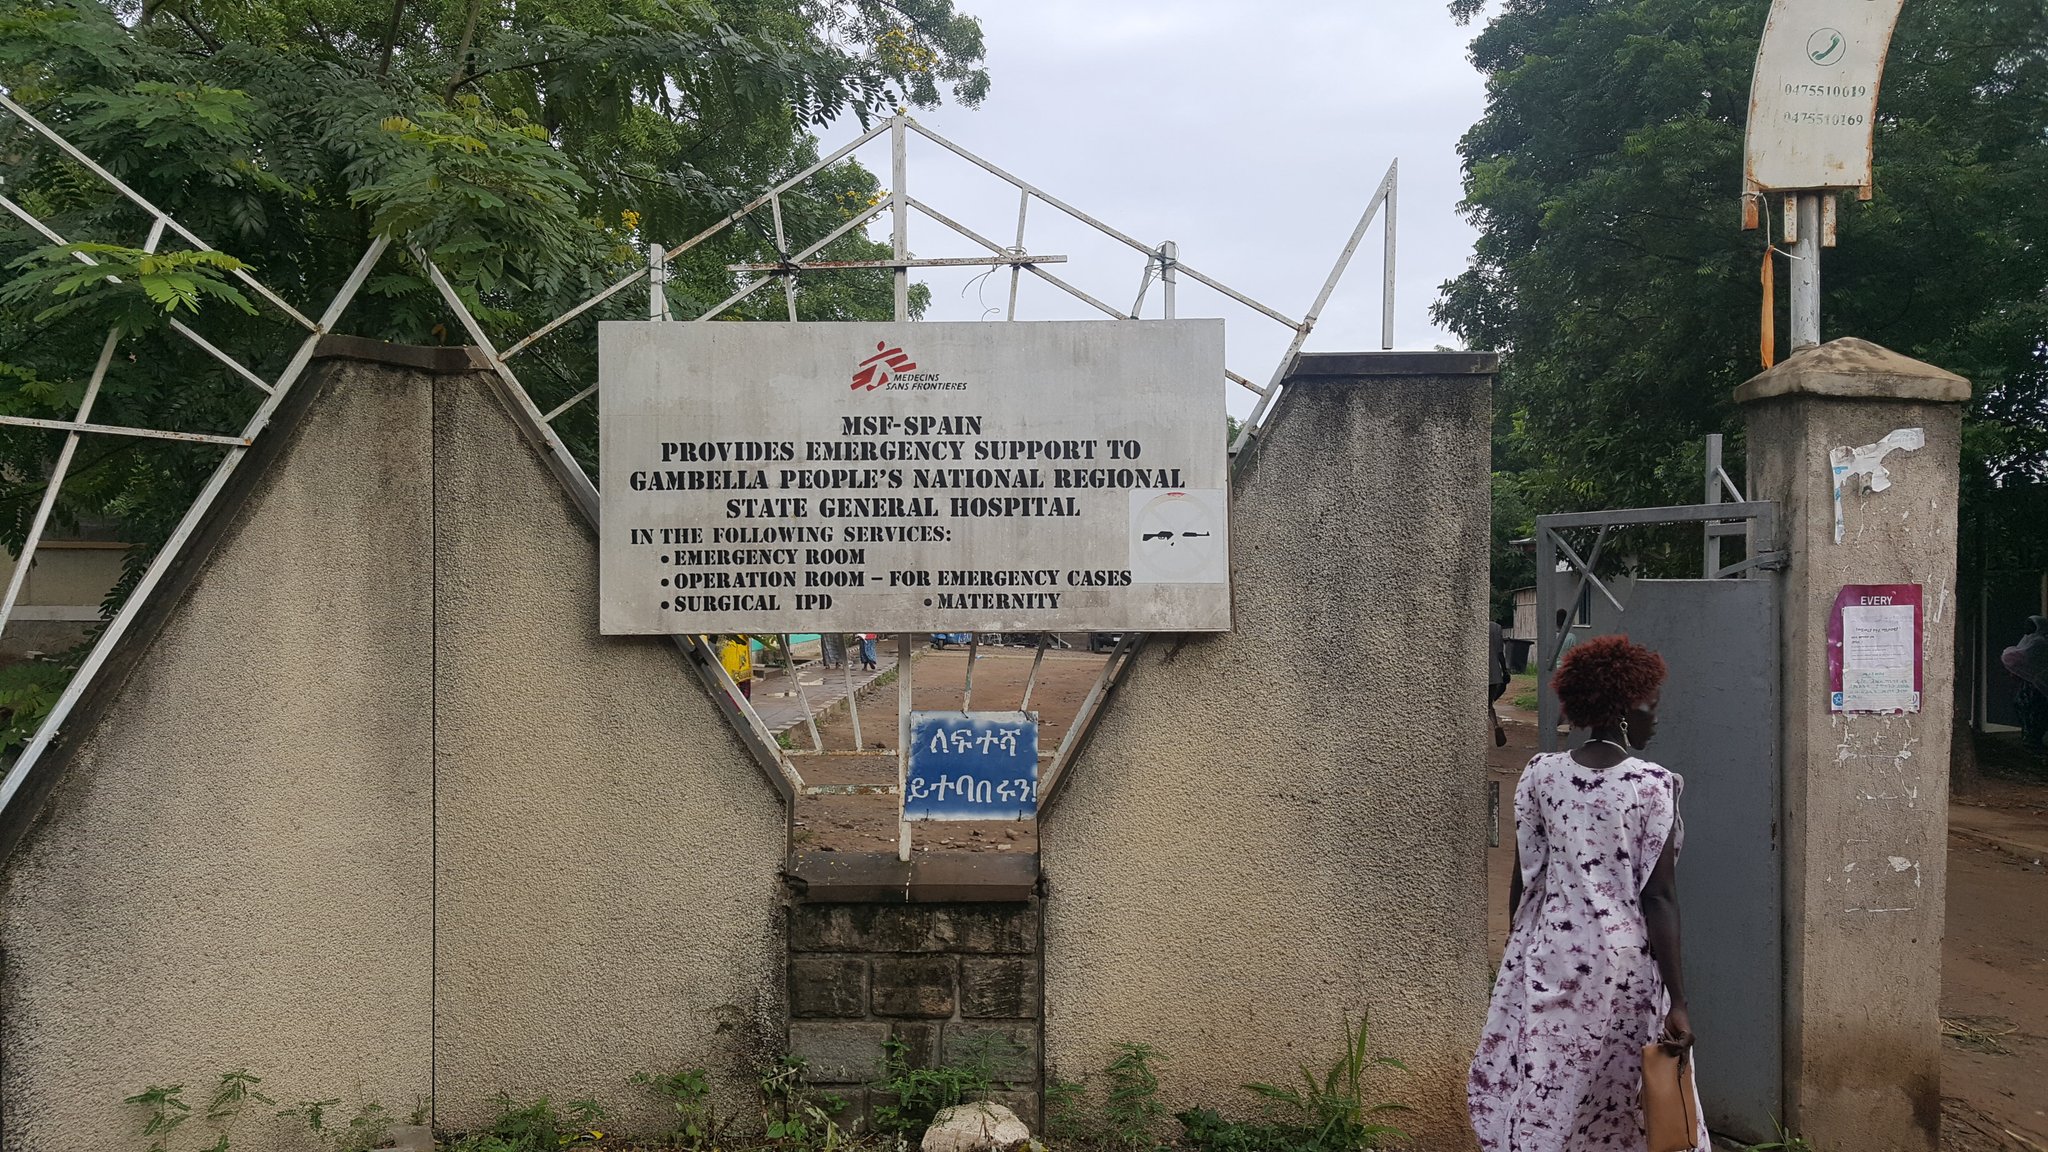 0475510619
0475510169
MEDECINS
SANS FRONTIERES
MSF-SPAIN
PROVIDES EMERGENCY SUPPORT TO
GAMBELLA PEOPLE'S NATIONAL REGIONAL
STATE GENERAL HOSPITAL
IN THE FOLLOWING SERVICES:
• EMERGENCY ROOM
• OPERATION ROOM – FOR EMERGENCY CASES
• SURGICAL IPD • MATERNITY
ለፍተሻ
ይተባበሩን!
EVERY